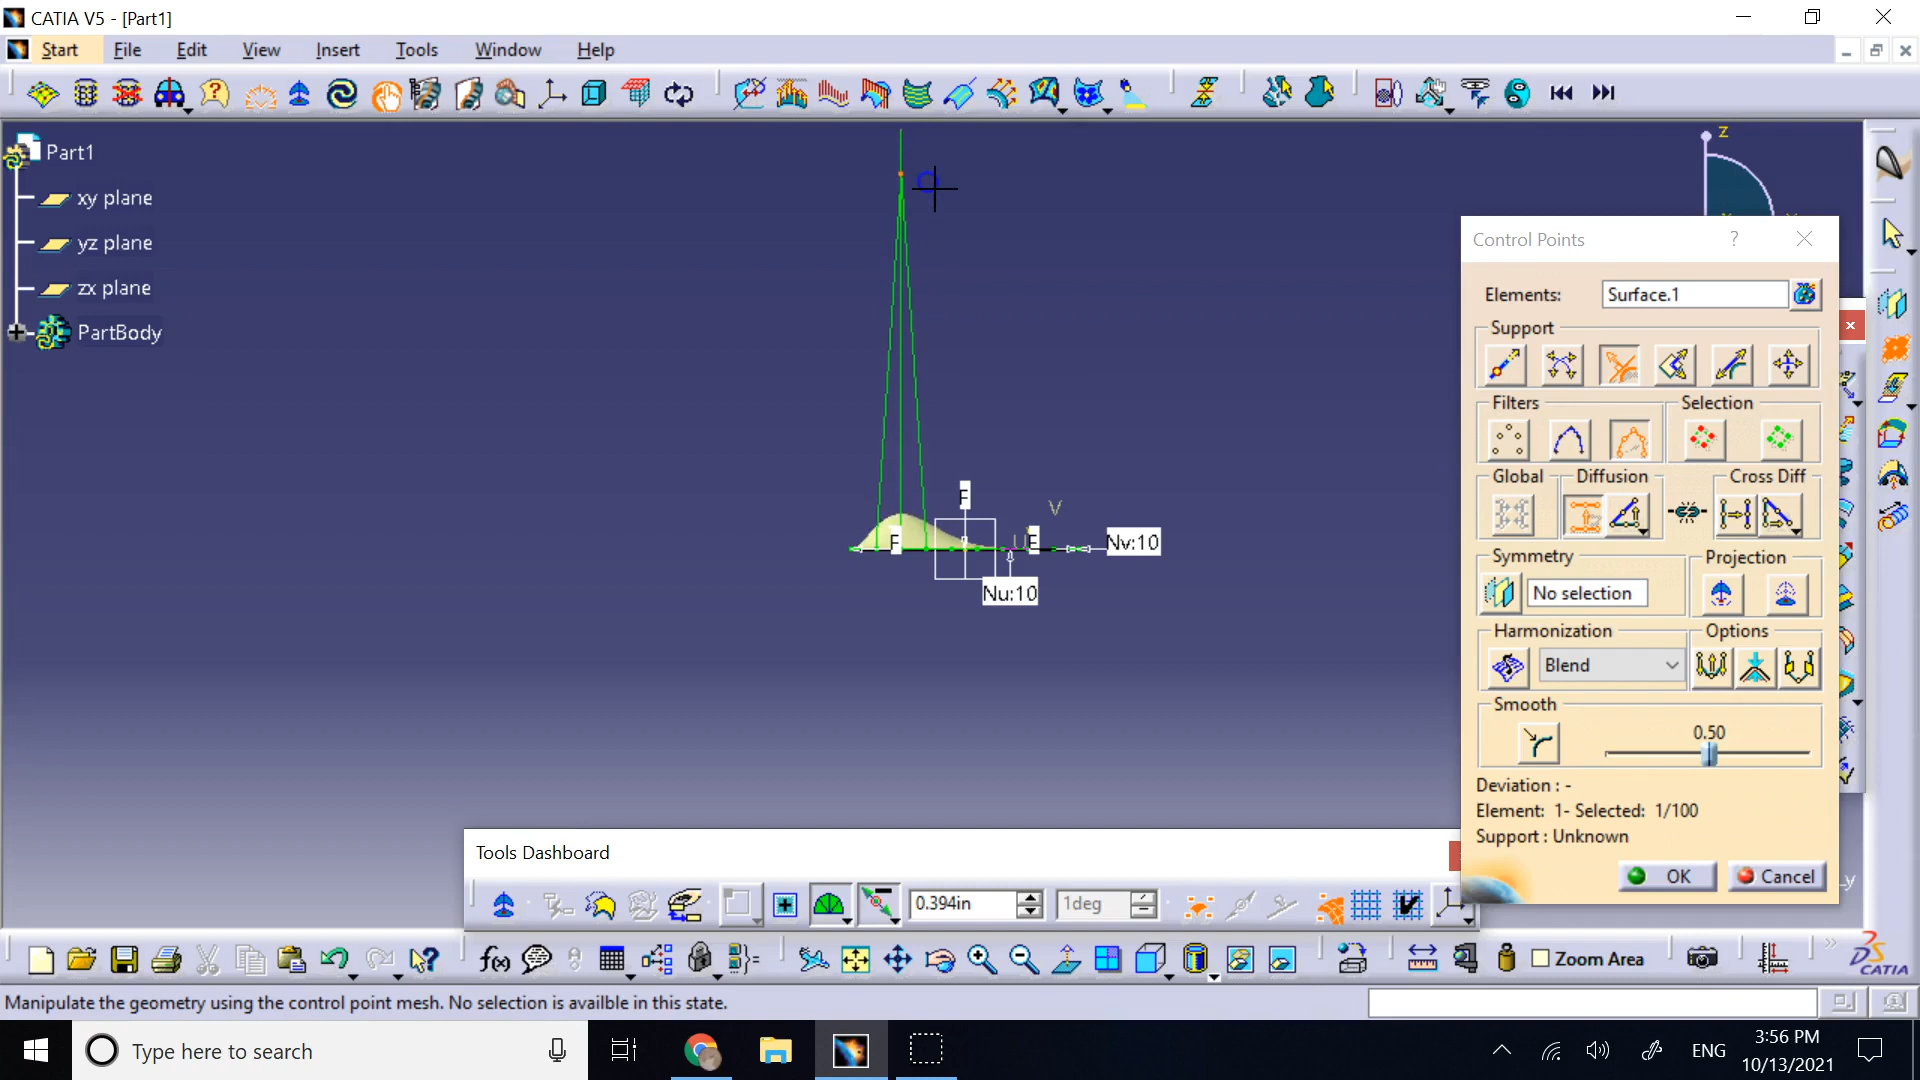 CATIA V5 - [Part1]
Start File Edit View Insert Tools Window Help
Part1
xy plane
yz plane
zx plane
PartBody
z
F
V
F
U
F
Nv:10
Nu:10
Control Points ?
Elements: Surface.1
Support
Filters Selection
Global Diffusion Cross Diff
Symmetry Projection
No selection
Harmonization Options
Blend
Smooth
0.50
Deviation : -
Element: 1- Selected: 1/100
Support : Unknown
OK Cancel
y
Tools Dashboard
0.394in 1deg
f(x) Zoom Area
DS CATIA
Manipulate the geometry using the control point mesh. No selection is availble in this state.
Type here to search
ENG
3:56 PM
10/13/2021